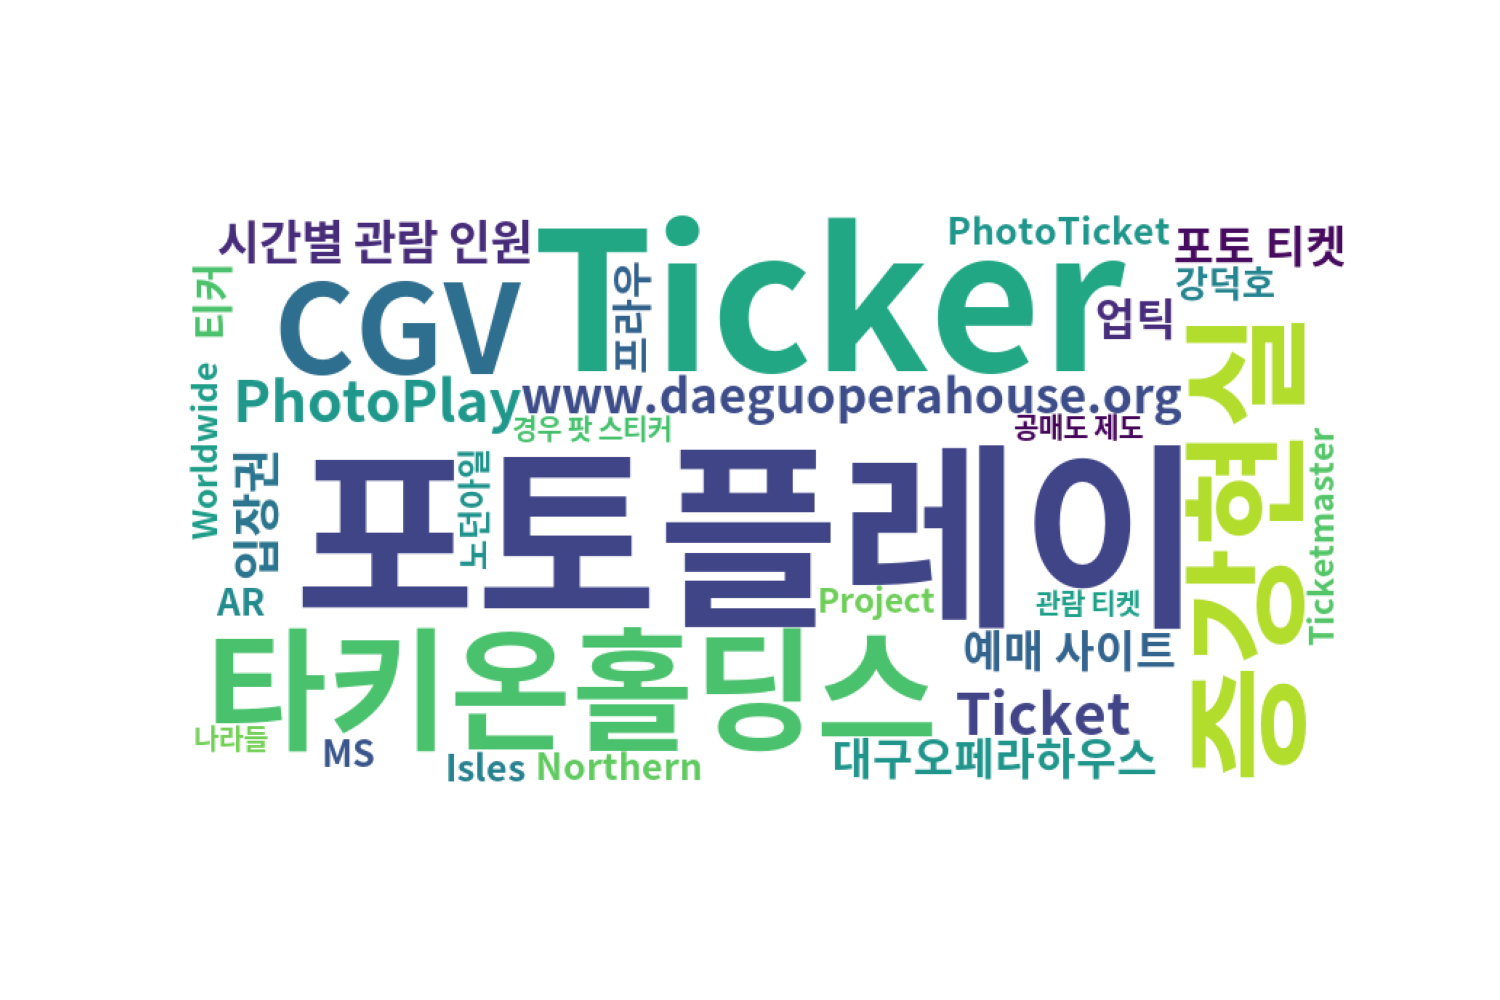 시간별 관람 인원
Ticker
PhotoTicket
포토 티켓
티커
CGV
프라우
업틱
강덕호
PhotoPlay
www.daeguoperahouse.org
증강현실
Worldwide
경우 팟 스티커
공매도 제도
입장권
포토플레이
노던아일
Ticketmaster
AR
Project
관람 티켓
타키온홀딩스
예매 사이트
Ticket
나라들
MS
Isles
Northern
대구오페라하우스